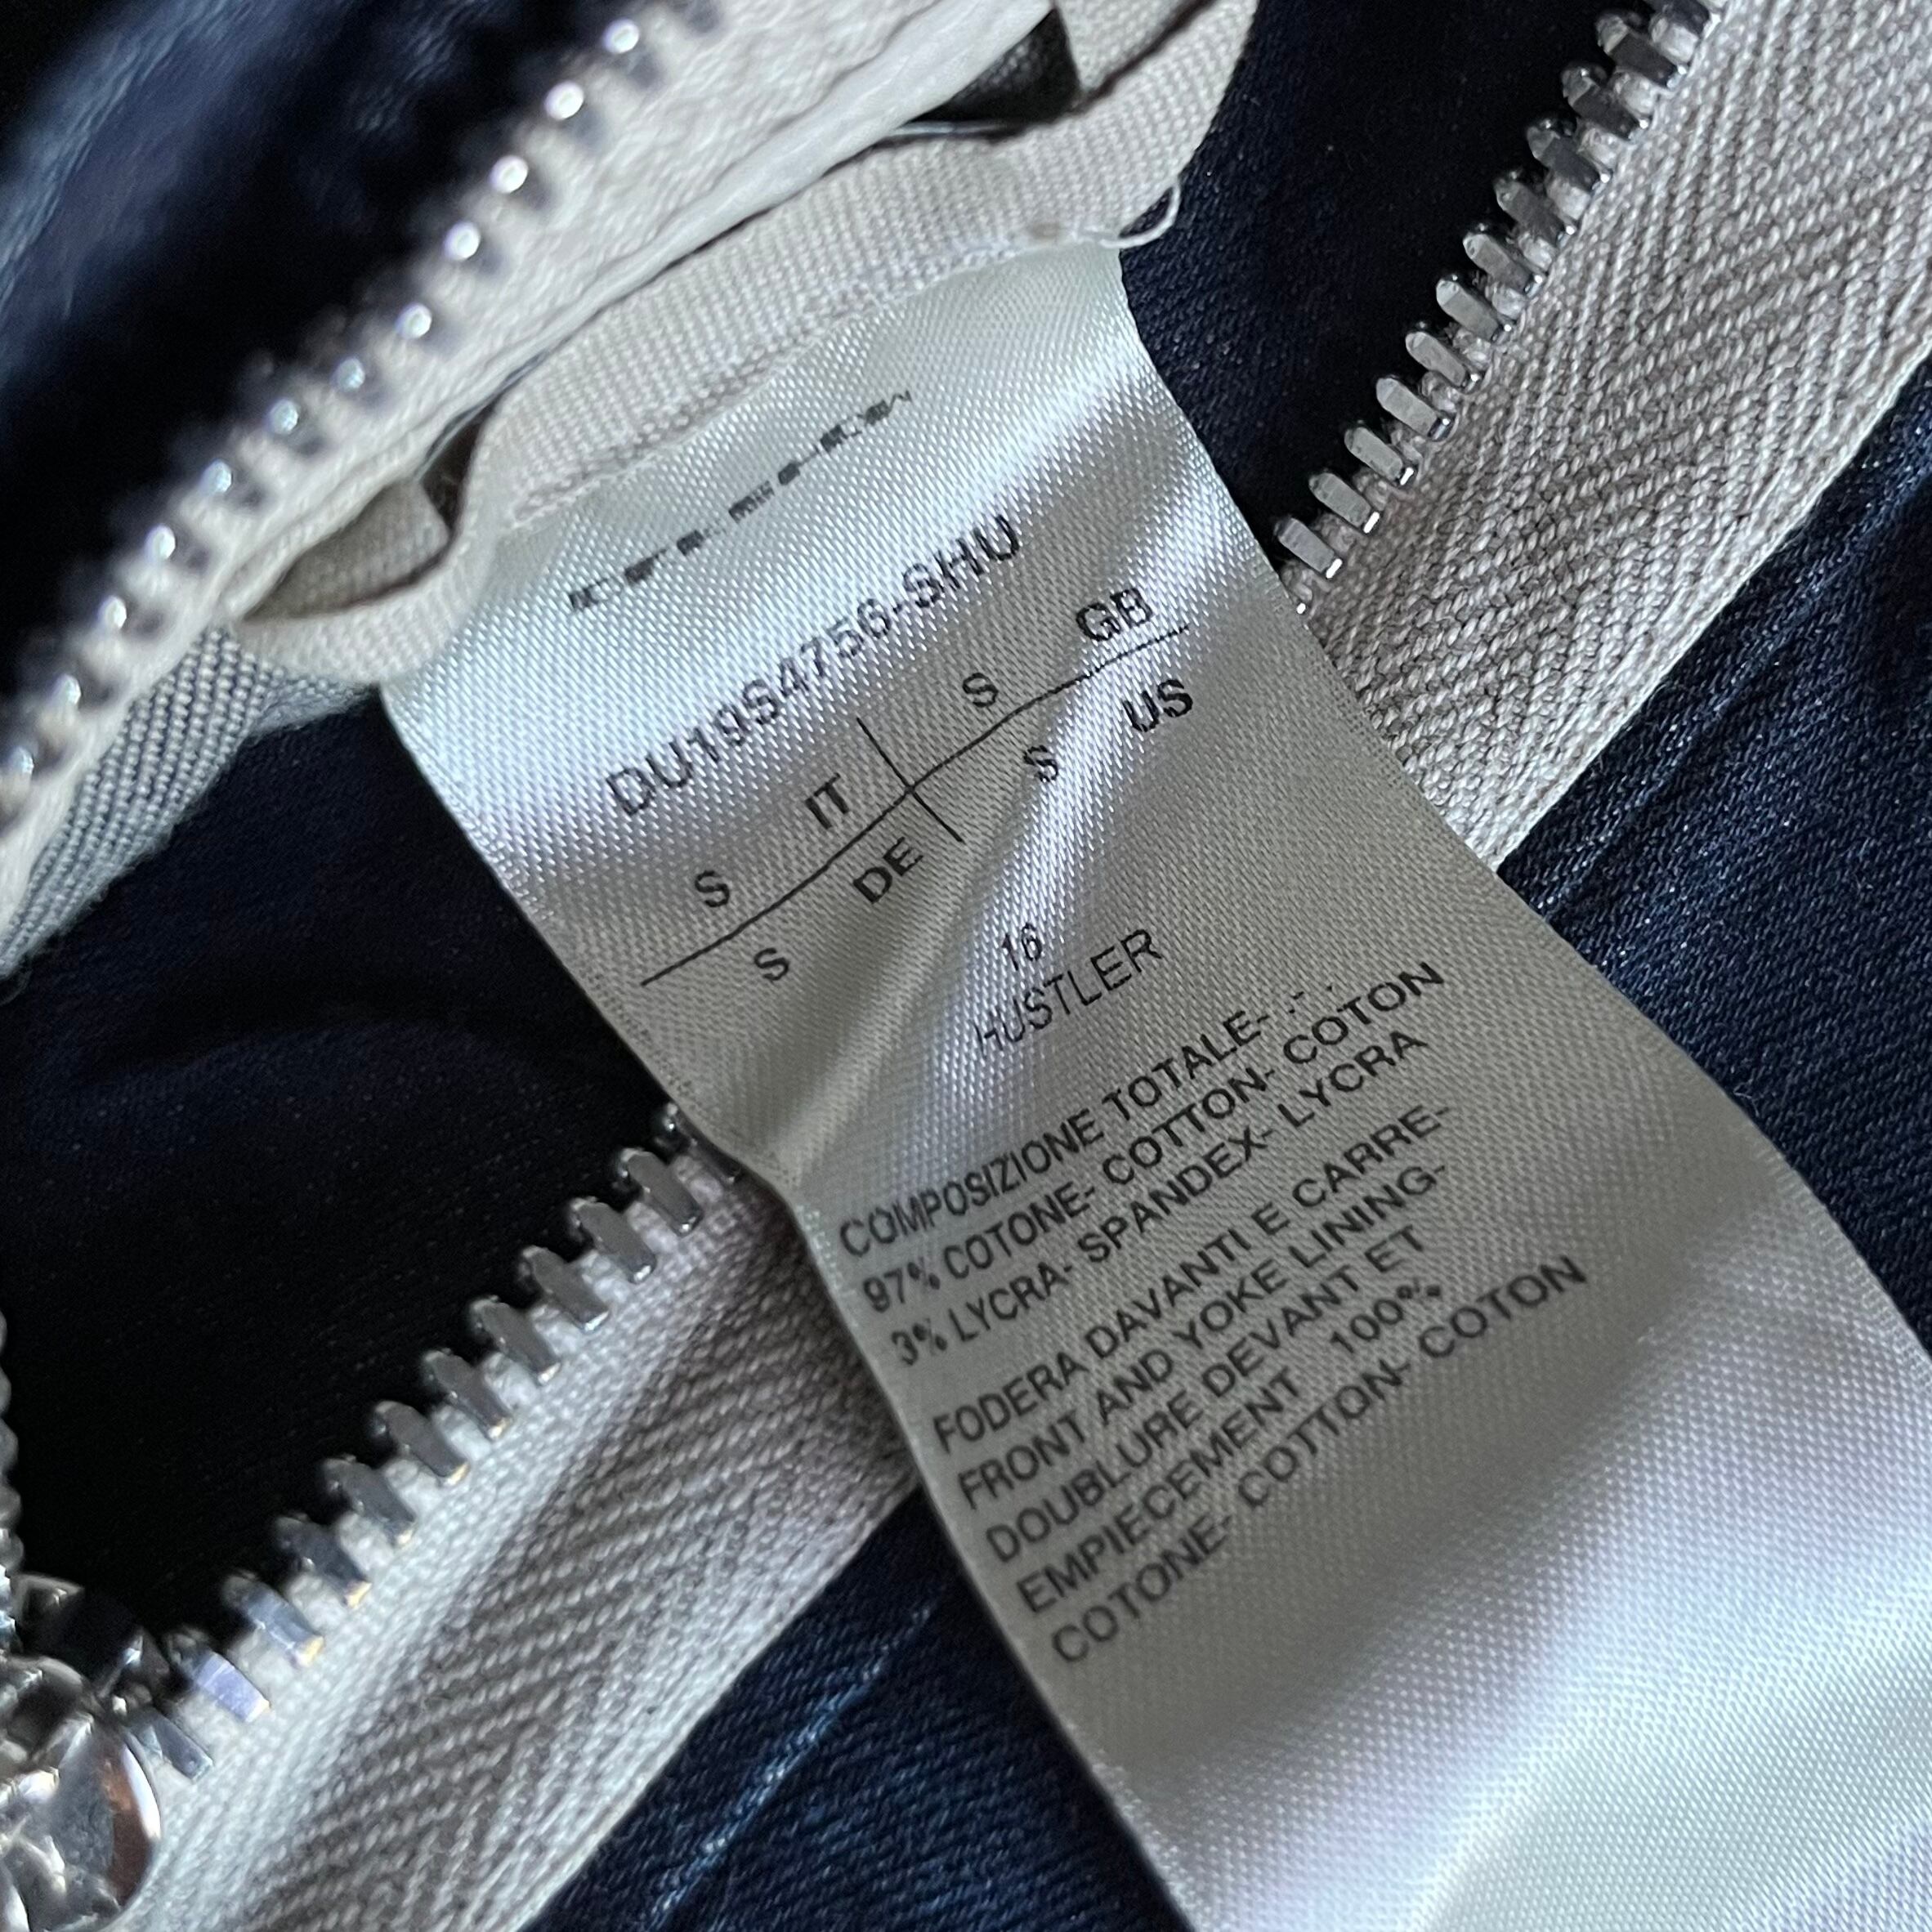 DU19S4756-SHU
S IT S GB
S DE S US
16
HUSTLER
COMPOSIZIONE TOTALE-
97% COTONE- COTTON- COTON
3% LYCRA- SPANDEX- LYCRA
FODERA DAVANTI E CARRE-
FRONT AND YOKE LINING-
DOUBLURE DEVANT ET
EMPIECEMENT 100%
COTONE- COTTON- COTON